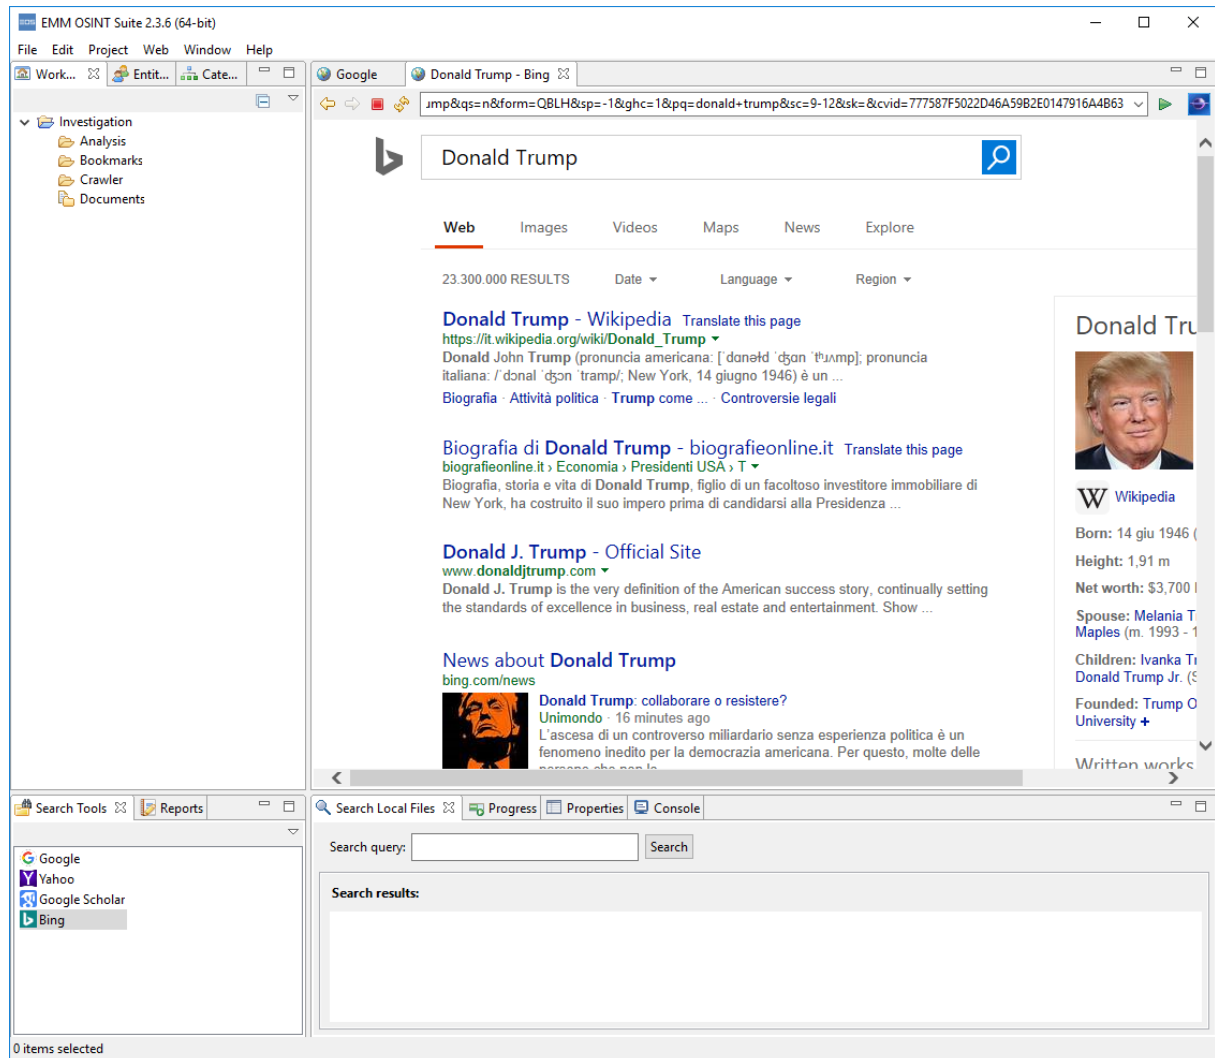 EMM OSINT Suite 2.3.6 (64-bit)
File Edit Project Web Window Help
Work... Entit... Cate...
Investigation
Analysis
Bookmarks
Crawler
Documents
Google Donald Trump - Bing
ump&qs=n&form=QBLH&sp=-1&ghc=1&pq=donald+trump&sc=9-12&sk=&cvid=777587F5022D46A59B2E0147916A4B63
Donald Trump
Web Images Videos Maps News Explore
23.300.000 RESULTS Date Language Region
Donald Trump - Wikipedia Translate this page
https://it.wikipedia.org/wiki/Donald_Trump
Donald John Trump (pronuncia americana: [ˈdɑnəɫd ˈdʒɑn ˈtʰɹʌmp]; pronuncia
italiana: /ˈdɔnal ˈdʒɔn ˈtramp/; New York, 14 giugno 1946) è un ...
Biografia · Attività politica · Trump come ... · Controversie legali
Biografia di Donald Trump - biografieonline.it Translate this page
biografieonline.it › Economia › Presidenti USA › T
Biografia, storia e vita di Donald Trump, figlio di un facoltoso investitore immobiliare di
New York, ha costruito il suo impero prima di candidarsi alla Presidenza ...
Donald J. Trump - Official Site
www.donaldjtrump.com
Donald J. Trump is the very definition of the American success story, continually setting
the standards of excellence in business, real estate and entertainment. Show ...
News about Donald Trump
bing.com/news
Donald Trump: collaborare o resistere?
Unimondo · 16 minutes ago
L'ascesa di un controverso miliardario senza esperienza politica è un
fenomeno inedito per la democrazia americana. Per questo, molte delle
persone che non lo
Donald Tru
W Wikipedia
Born: 14 giu 1946 (
Height: 1,91 m
Net worth: $3,700
Spouse: Melania T
Maples (m. 1993 - 1
Children: Ivanka Tr
Donald Trump Jr. (S
Founded: Trump O
University +
Written works
Search Tools Reports
Google
Yahoo
Google Scholar
Bing
Search Local Files Progress Properties Console
Search query: Search
Search results:
0 items selected